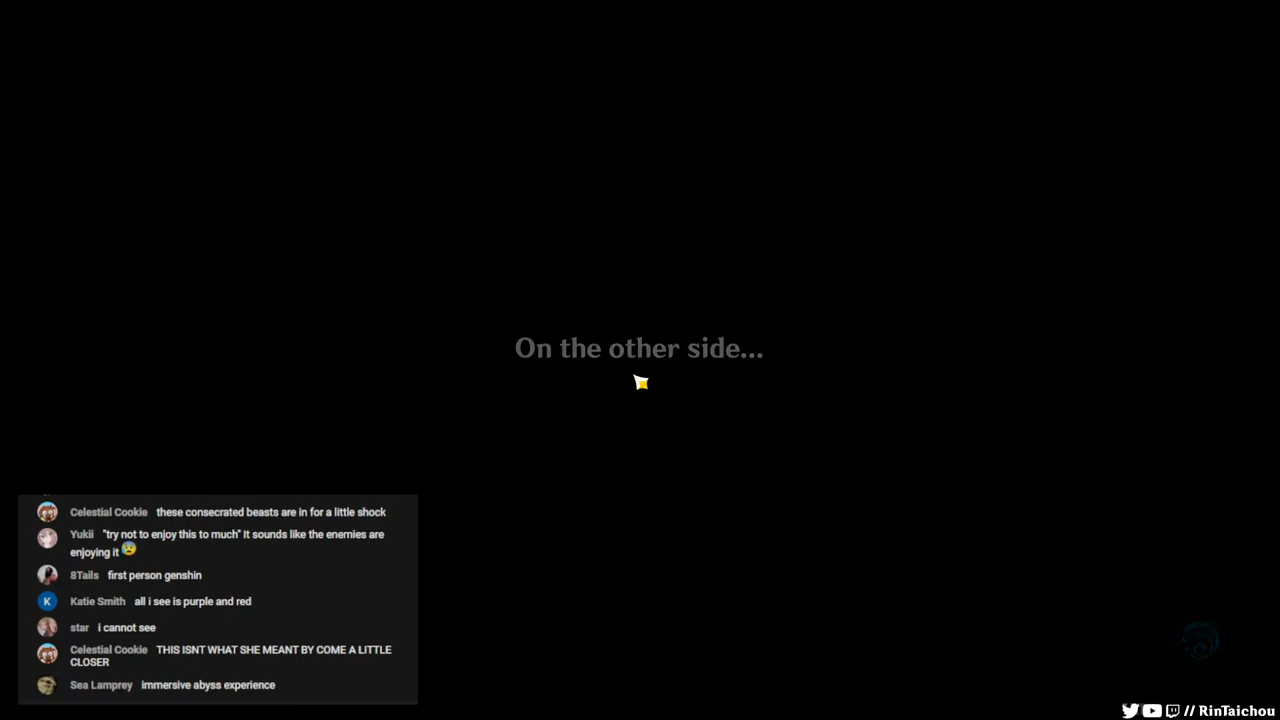 On the other side...
Celestial Cookie these consecrated beasts are in for a little shock
Yukii "try not to enjoy this to much" It sounds like the enemies are
enjoying it
8Tails first person genshin
K Katie Smith all i see is purple and red
star i cannot see
Celestial Cookie THIS ISNT WHAT SHE MEANT BY COME A LITTLE
CLOSER
Sea Lamprey immersive abyss experience
// RinTaichou